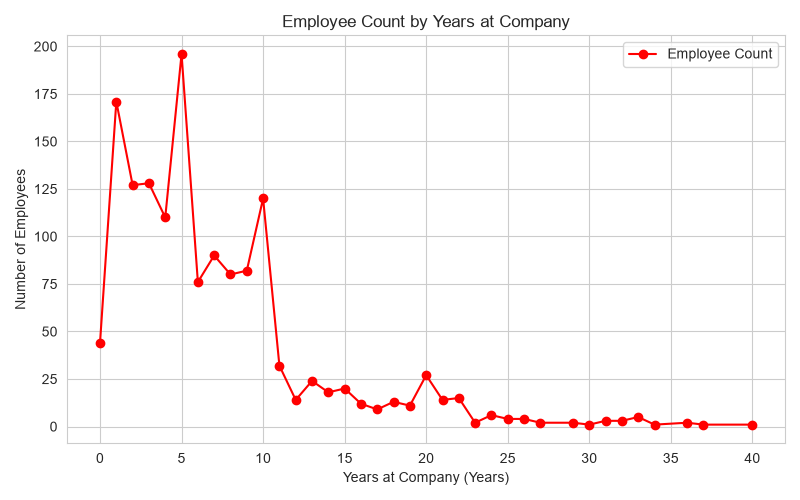 Employee Count by Years at Company
Employee Count
200
175
150
125
100
75
50
25
0
Number of Employees
0 5 10 15 20 25 30 35 40
Years at Company (Years)